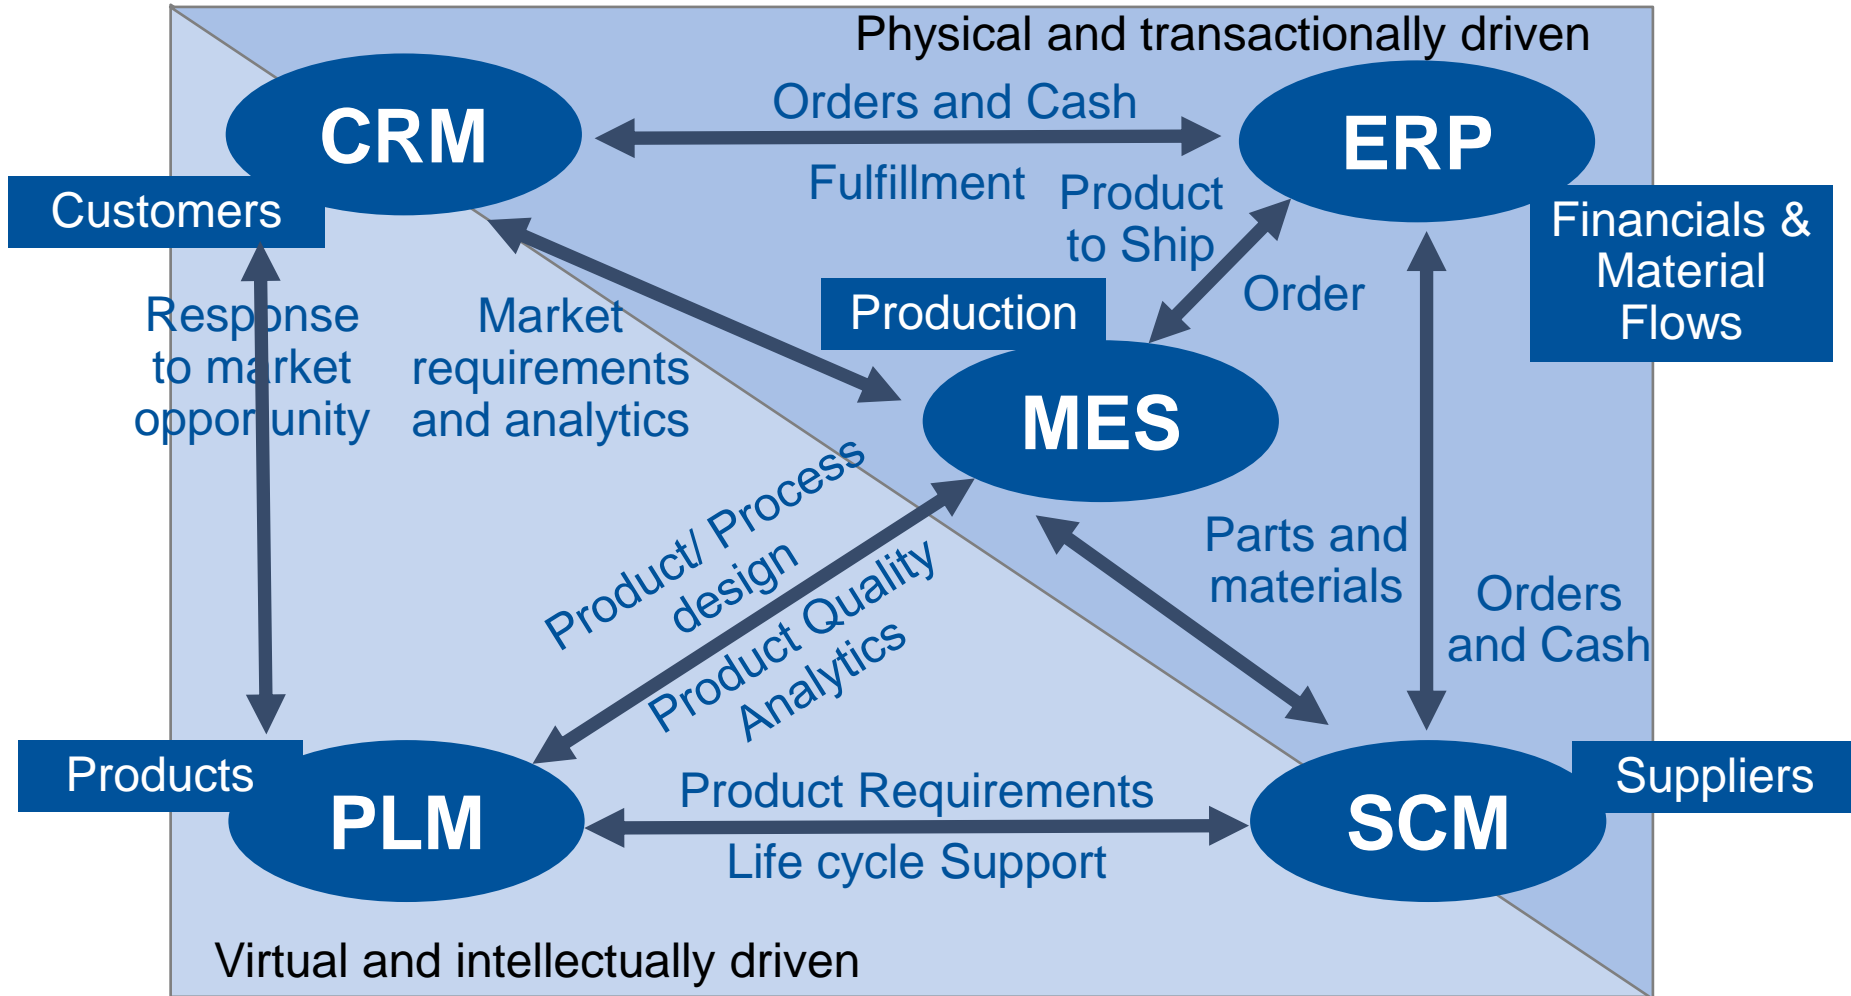 Physical and transactionally driven
CRM
Orders and Cash
ERP
Fulfillment
Product
to Ship
Customers
Financials &
Material
Flows
Order
Production
Response
to market
opportunity
Market
requirements
and analytics
MES
Product/ Process
design
Product Quality
Analytics
Parts and
materials
Orders
and Cash
Products
PLM
Product Requirements
Life cycle Support
SCM
Suppliers
Virtual and intellectually driven